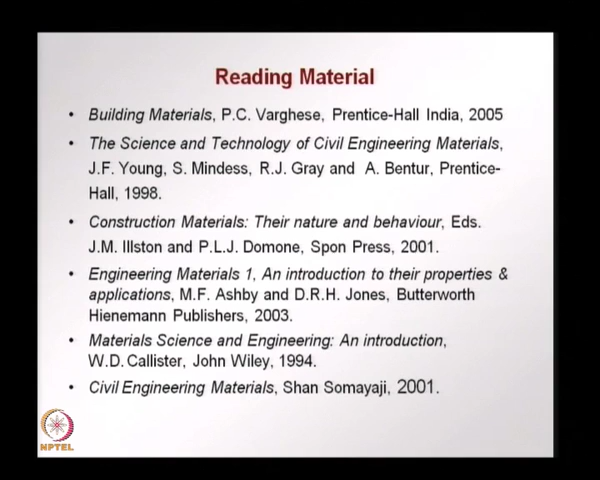 Reading Material
• Building Materials, P.C. Varghese, Prentice-Hall India, 2005
• The Science and Technology of Civil Engineering Materials,
J.F. Young, S. Mindess, R.J. Gray and A. Bentur, Prentice-
Hall, 1998.
• Construction Materials: Their nature and behaviour, Eds.
J.M. Illston and P.L.J. Domone, Spon Press, 2001.
• Engineering Materials 1, An introduction to their properties &
applications, M.F. Ashby and D.R.H. Jones, Butterworth
Hienemann Publishers, 2003.
• Materials Science and Engineering: An introduction,
W.D. Callister, John Wiley, 1994.
• Civil Engineering Materials, Shan Somayaji, 2001.
NPTEL